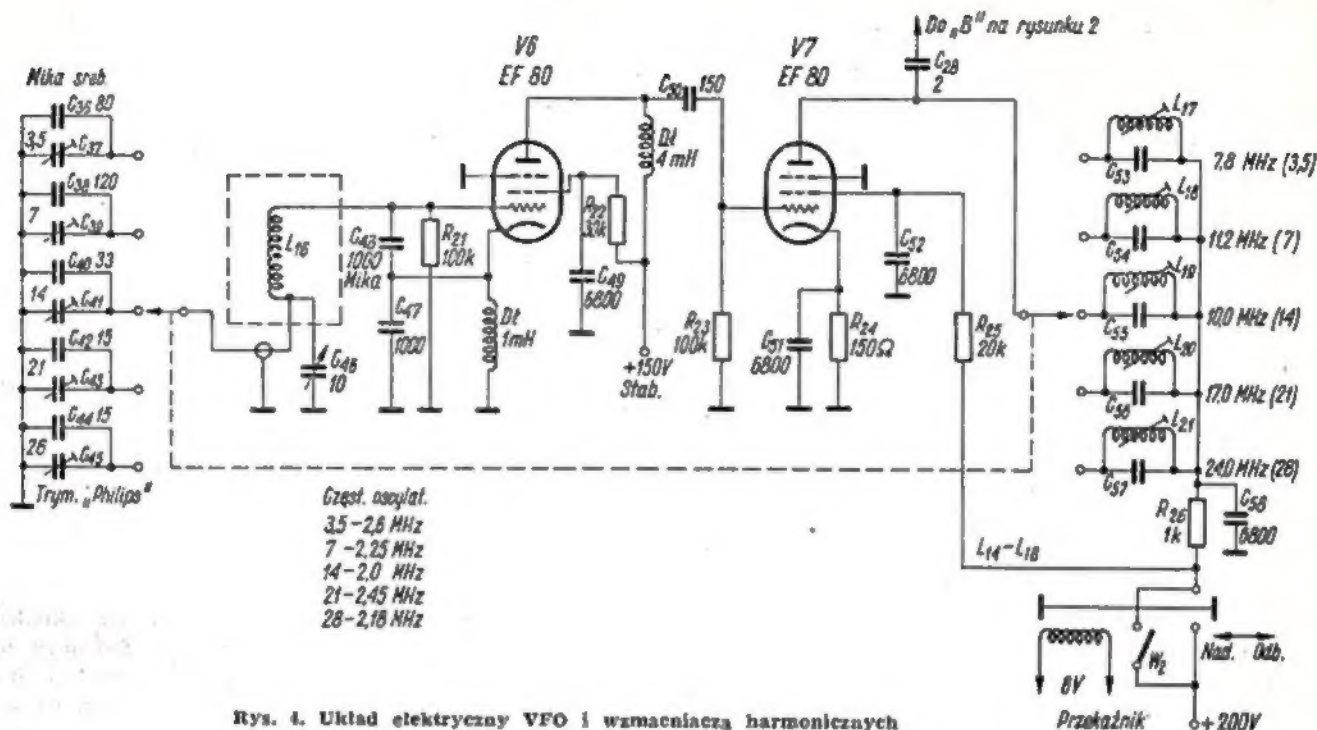 Do „B” na rysunku 2
Mika sreb.
C36 80
3,5
C37
C38 120
7
C39
C40 33
14
C41
C42 15
21
C43
C44 15
26
C45
Trym. „Philips”
L16
C46
10
V6
EF 80
C48
1000
Mika
R21
100k
C47
1000
Dł
1mH
R22
30k
C49
6800
Dł
4 mH
+150V
Stab.
C50 150
V7
EF 80
C28
2
R23
100k
C51
6800
R24
150Ω
C52
6800
R25
20k
L17
C53
7,8 MHz (3,5)
L18
C54
11,2 MHz (7)
L19
C55
10,0 MHz (14)
L20
C56
17,0 MHz (21)
L21
C57
24,0 MHz (26)
R26
1k
C58
6800
L14–L18
Częst. oscylat.
3,5 – 2,6 MHz
7 – 2,25 MHz
14 – 2,0 MHz
21 – 2,45 MHz
28 – 2,18 MHz
6V
W2
Nad. Odb.
Przekaźnik
+200V
Rys. 4. Układ elektryczny VFO i wzmacniacza harmonicznych